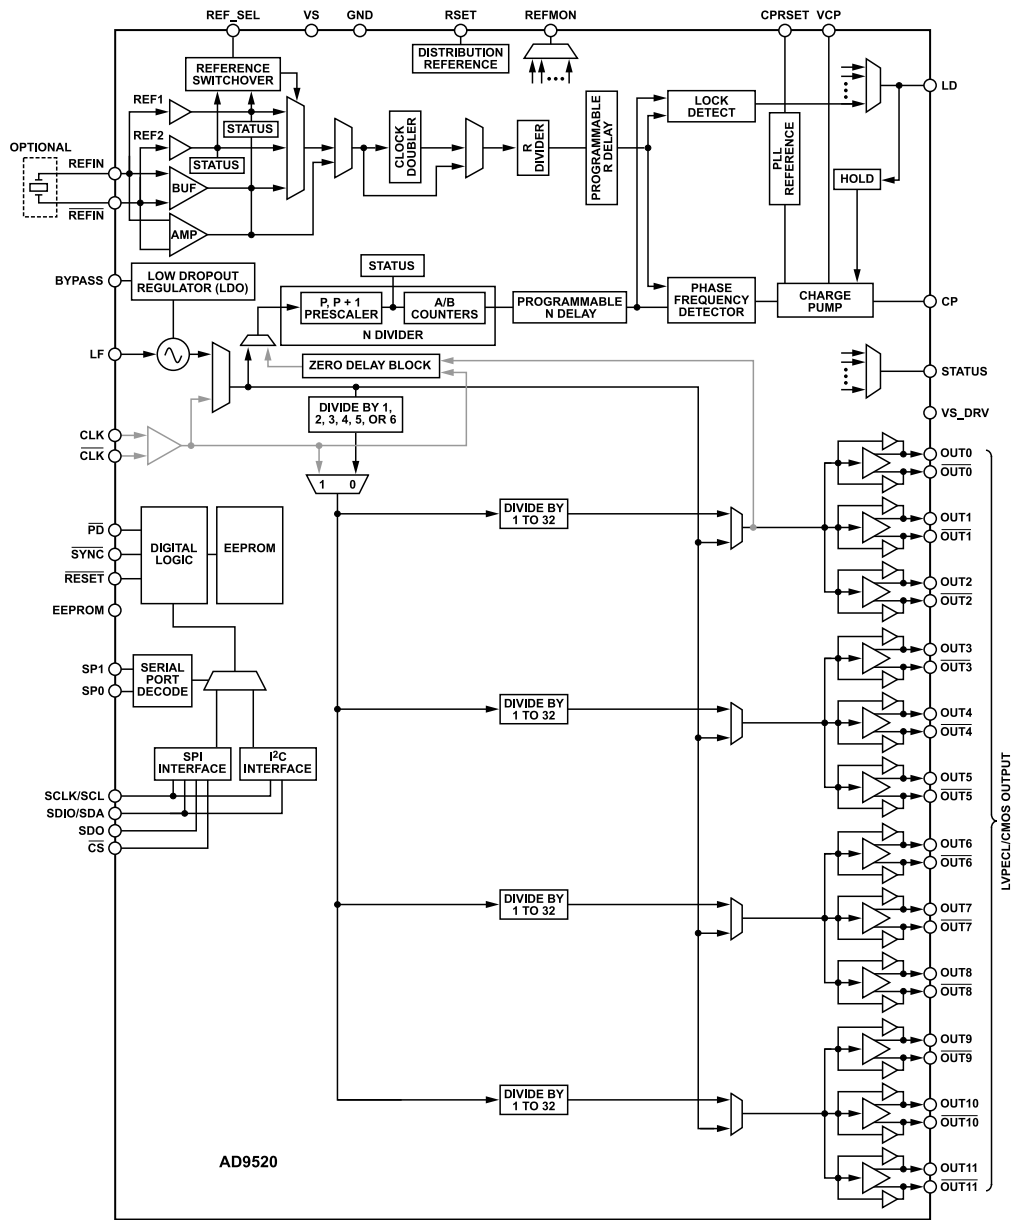 REF_SEL
VS
GND
RSET
REFMON
CPRSET
VCP
DISTRIBUTION
REFERENCE
REFERENCE
SWITCHOVER
REF1
REF2
STATUS
STATUS
OPTIONAL
REFIN
REFIN
BUF
AMP
CLOCK
DOUBLER
R
DIVIDER
PROGRAMMABLE
R DELAY
LOCK
DETECT
PLL
REFERENCE
HOLD
LD
BYPASS
LOW DROPOUT
REGULATOR (LDO)
STATUS
P, P + 1
PRESCALER
A/B
COUNTERS
N DIVIDER
PROGRAMMABLE
N DELAY
PHASE
FREQUENCY
DETECTOR
CHARGE
PUMP
CP
LF
ZERO DELAY BLOCK
STATUS
DIVIDE BY 1,
2, 3, 4, 5, OR 6
VS_DRV
CLK
CLK
1 0
OUT0
OUT0
DIVIDE BY
1 TO 32
OUT1
OUT1
PD
SYNC
RESET
DIGITAL
LOGIC
EEPROM
EEPROM
OUT2
OUT2
SP1
SP0
SERIAL
PORT
DECODE
OUT3
OUT3
DIVIDE BY
1 TO 32
OUT4
OUT4
SPI
INTERFACE
I2C
INTERFACE
OUT5
OUT5
SCLK/SCL
SDIO/SDA
SDO
CS
OUT6
OUT6
LVPECL/CMOS OUTPUT
DIVIDE BY
1 TO 32
OUT7
OUT7
OUT8
OUT8
OUT9
OUT9
DIVIDE BY
1 TO 32
OUT10
OUT10
AD9520
OUT11
OUT11